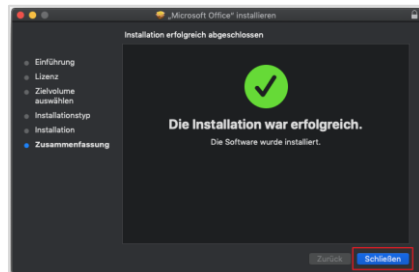 „Microsoft Office“ installieren
Installation erfolgreich abgeschlossen
Einführung
Lizenz
Zielvolume
auswählen
Installationstyp
Installation
Zusammenfassung
Die Installation war erfolgreich.
Die Software wurde installiert.
Zurück
Schließen